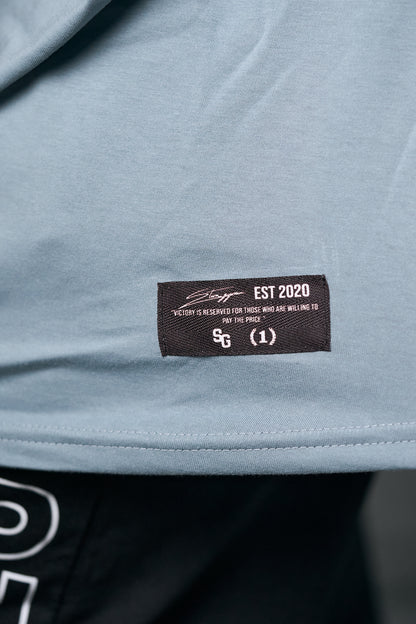 EST 2020
"VICTORY IS RESERVED FOR THOSE WHO ARE WILLING TO
PAY THE PRICE"
SG (1)